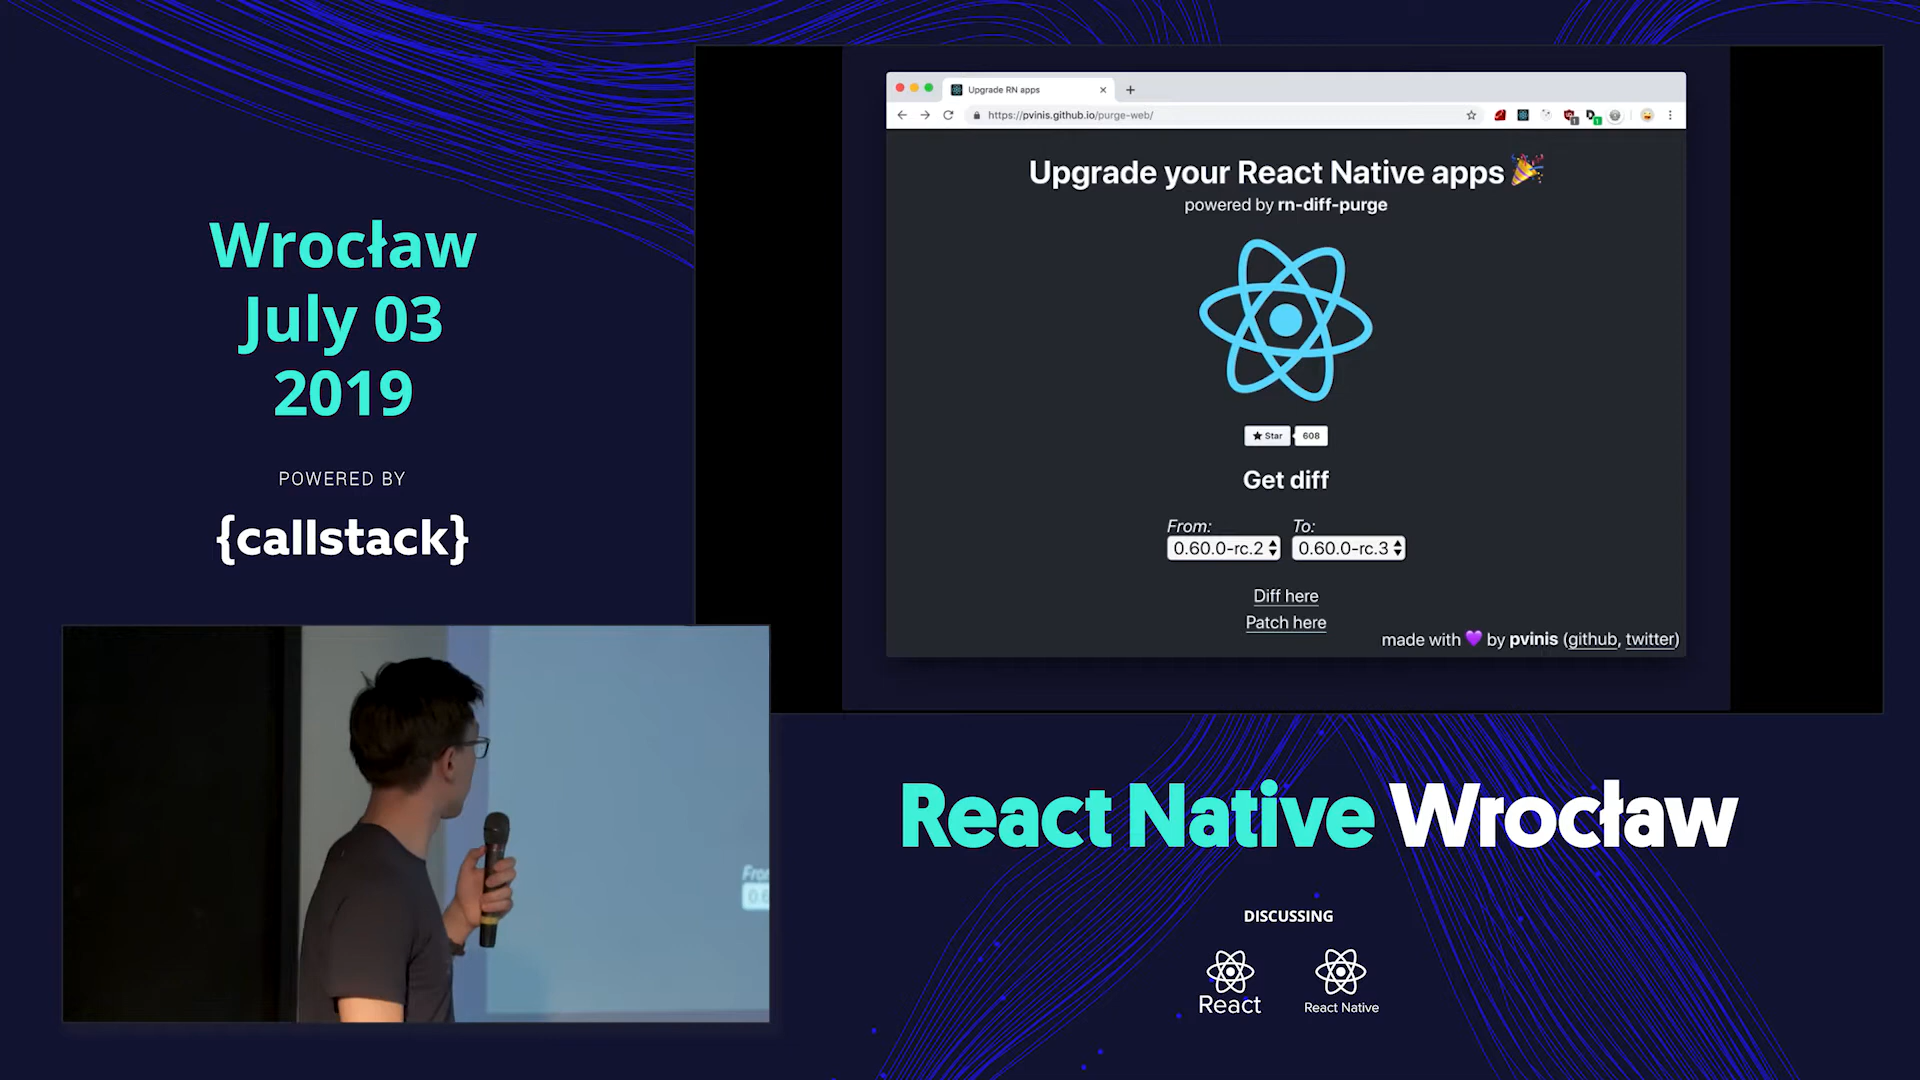 Wrocław
July 03
2019
POWERED BY
{callstack}
Upgrade RN apps
https://pvinis.github.io/purge-web/
Upgrade your React Native apps 🎉
powered by rn-diff-purge
Star 608
Get diff
From: To:
0.60.0-rc.2 0.60.0-rc.3
Diff here
Patch here
made with 💜 by pvinis (github, twitter)
React Native Wrocław
DISCUSSING
React React Native